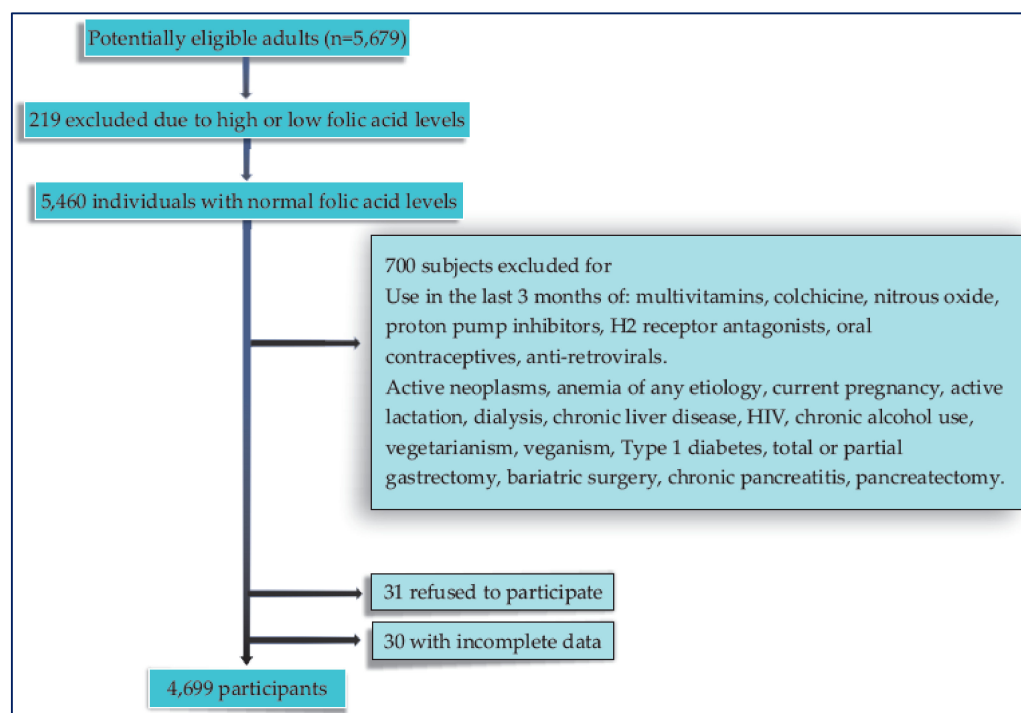 Potentially eligible adults (n=5,679)
219 excluded due to high or low folic acid levels
5,460 individuals with normal folic acid levels
700 subjects excluded for
Use in the last 3 months of: multivitamins, colchicine, nitrous oxide,
proton pump inhibitors, H2 receptor antagonists, oral
contraceptives, anti-retrovirals.
Active neoplasms, anemia of any etiology, current pregnancy, active
lactation, dialysis, chronic liver disease, HIV, chronic alcohol use,
vegetarianism, veganism, Type 1 diabetes, total or partial
gastrectomy, bariatric surgery, chronic pancreatitis, pancreatectomy.
31 refused to participate
30 with incomplete data
4,699 participants